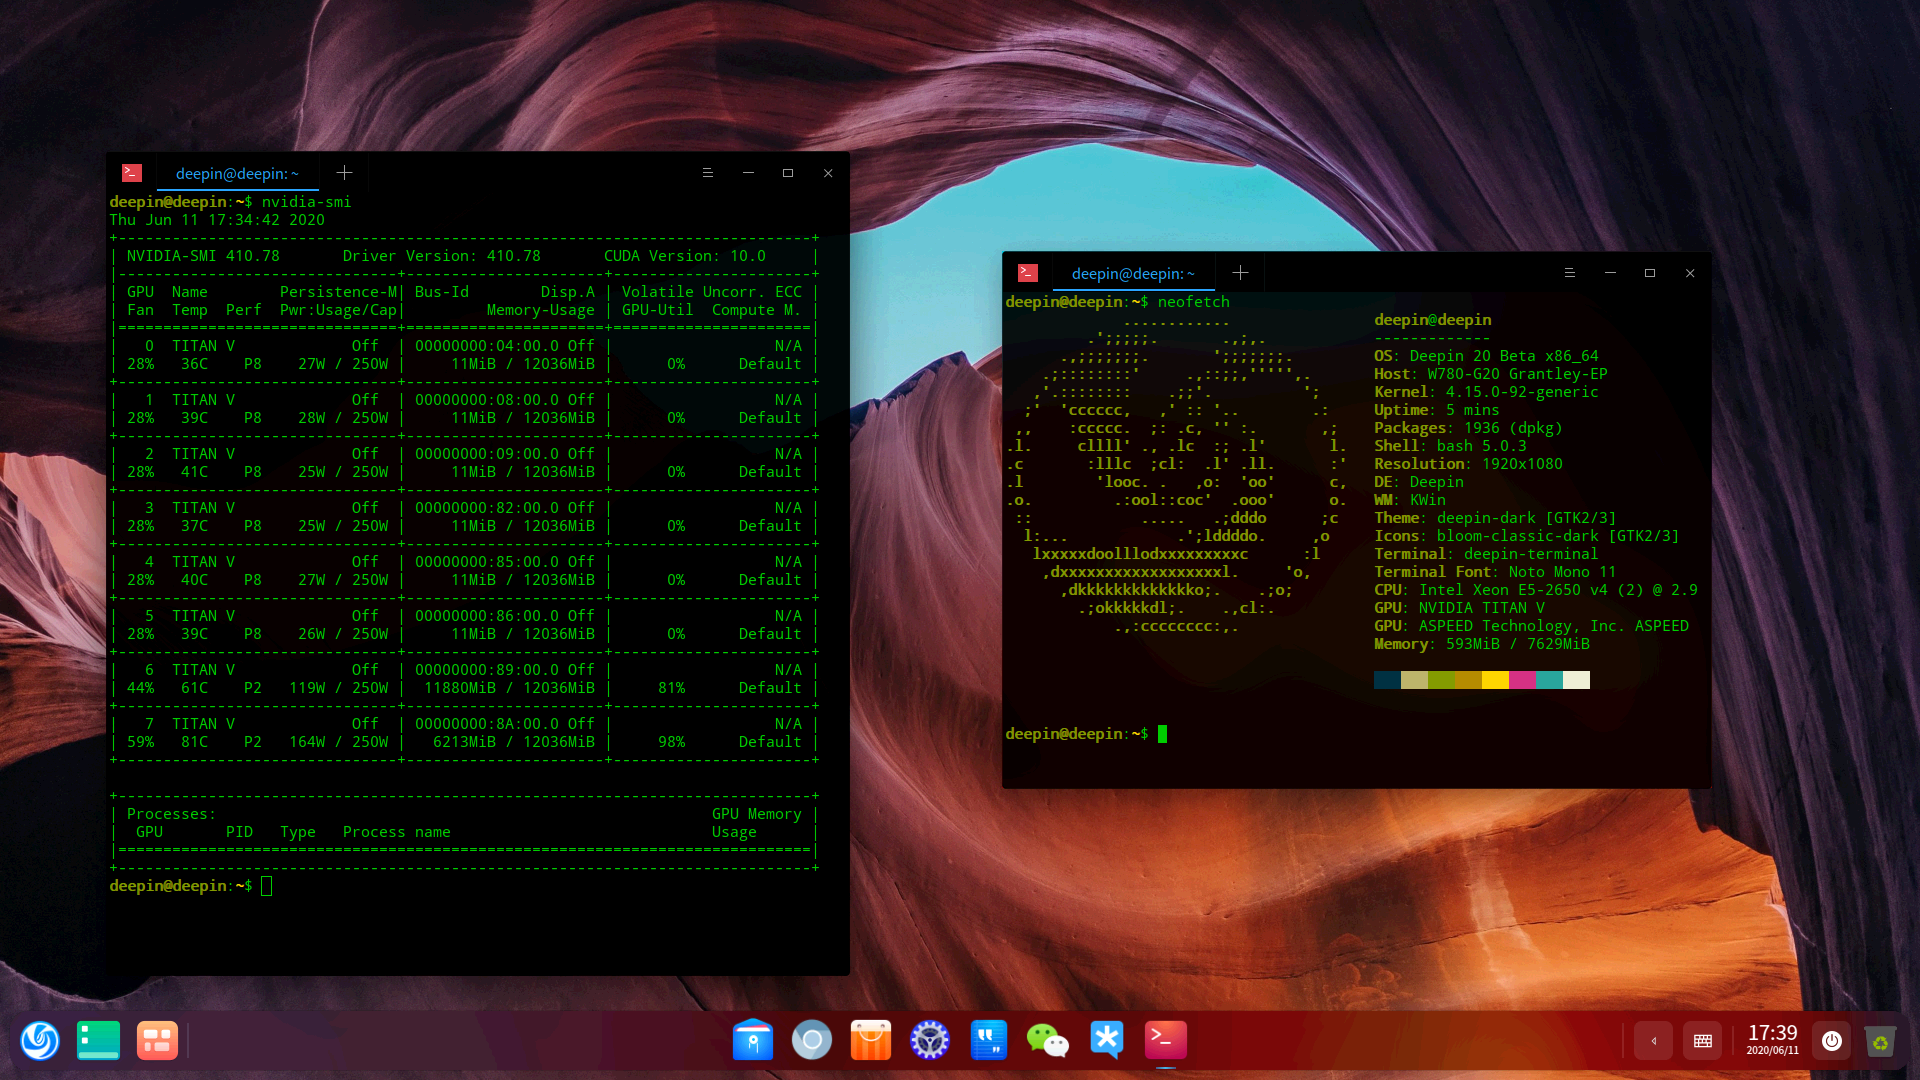 deepin@deepin: ~
deepin@deepin:~$ nvidia-smi
Thu Jun 11 17:34:42 2020
+-----------------------------------------------------------------------------+
| NVIDIA-SMI 410.78       Driver Version: 410.78       CUDA Version: 10.0     |
|-------------------------------+----------------------+----------------------+
| GPU  Name        Persistence-M| Bus-Id        Disp.A | Volatile Uncorr. ECC |
| Fan  Temp  Perf  Pwr:Usage/Cap|         Memory-Usage | GPU-Util  Compute M. |
|===============================+======================+======================|
|   0  TITAN V             Off  | 00000000:04:00.0 Off |                  N/A |
| 28%   36C    P8    27W / 250W |     11MiB / 12036MiB |      0%      Default |
+-------------------------------+----------------------+----------------------+
|   1  TITAN V             Off  | 00000000:08:00.0 Off |                  N/A |
| 28%   39C    P8    28W / 250W |     11MiB / 12036MiB |      0%      Default |
+-------------------------------+----------------------+----------------------+
|   2  TITAN V             Off  | 00000000:09:00.0 Off |                  N/A |
| 28%   41C    P8    25W / 250W |     11MiB / 12036MiB |      0%      Default |
+-------------------------------+----------------------+----------------------+
|   3  TITAN V             Off  | 00000000:82:00.0 Off |                  N/A |
| 28%   37C    P8    25W / 250W |     11MiB / 12036MiB |      0%      Default |
+-------------------------------+----------------------+----------------------+
|   4  TITAN V             Off  | 00000000:85:00.0 Off |                  N/A |
| 28%   40C    P8    27W / 250W |     11MiB / 12036MiB |      0%      Default |
+-------------------------------+----------------------+----------------------+
|   5  TITAN V             Off  | 00000000:86:00.0 Off |                  N/A |
| 28%   39C    P8    26W / 250W |     11MiB / 12036MiB |      0%      Default |
+-------------------------------+----------------------+----------------------+
|   6  TITAN V             Off  | 00000000:89:00.0 Off |                  N/A |
| 44%   61C    P2   119W / 250W |  11880MiB / 12036MiB |     81%      Default |
+-------------------------------+----------------------+----------------------+
|   7  TITAN V             Off  | 00000000:8A:00.0 Off |                  N/A |
| 59%   81C    P2   164W / 250W |   6213MiB / 12036MiB |     98%      Default |
+-------------------------------+----------------------+----------------------+
+-----------------------------------------------------------------------------+
| Processes:                                                       GPU Memory |
|  GPU       PID   Type   Process name                             Usage      |
|=============================================================================|
+-----------------------------------------------------------------------------+
deepin@deepin:~$
deepin@deepin: ~
deepin@deepin:~$ neofetch
deepin@deepin
-------------
OS: Deepin 20 Beta x86_64
Host: W780-G20 Grantley-EP
Kernel: 4.15.0-92-generic
Uptime: 5 mins
Packages: 1936 (dpkg)
Shell: bash 5.0.3
Resolution: 1920x1080
DE: Deepin
WM: KWin
Theme: deepin-dark [GTK2/3]
Icons: bloom-classic-dark [GTK2/3]
Terminal: deepin-terminal
Terminal Font: Noto Mono 11
CPU: Intel Xeon E5-2650 v4 (2) @ 2.9
GPU: NVIDIA TITAN V
GPU: ASPEED Technology, Inc. ASPEED
Memory: 593MiB / 7629MiB
deepin@deepin:~$
17:39
2020/06/11